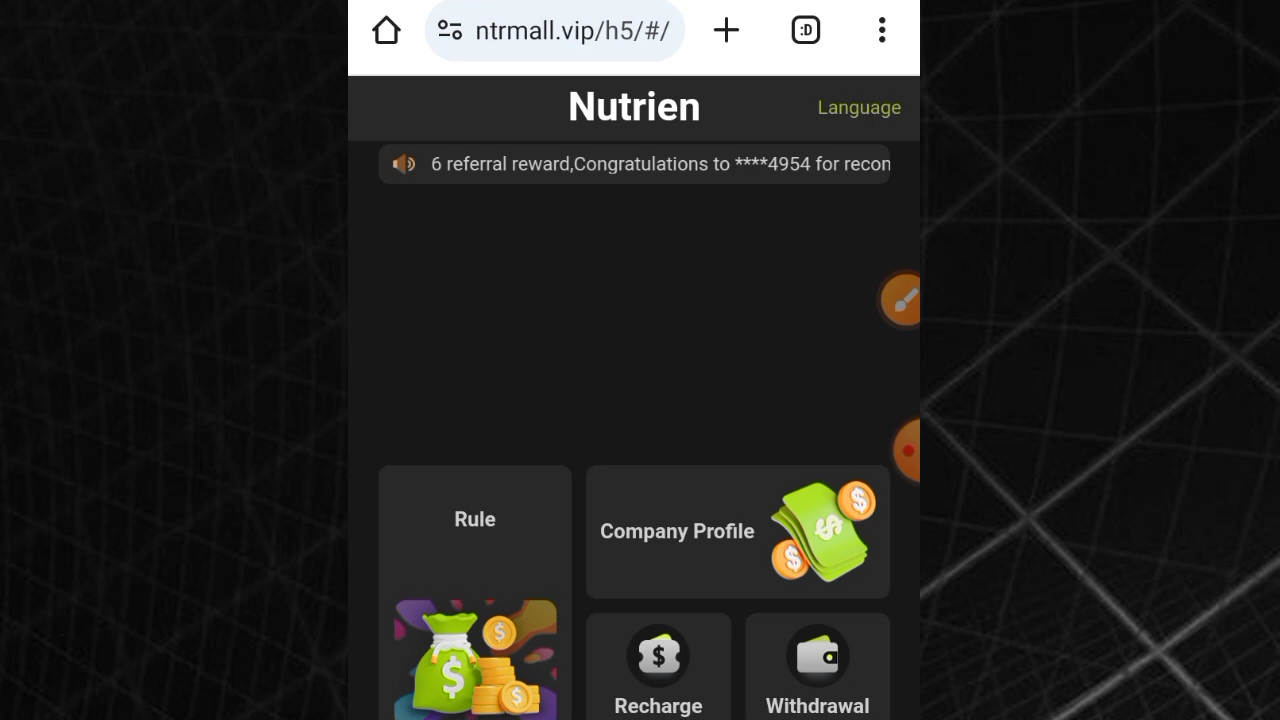 ntrmall.vip/h5/#/
:D
Nutrien
Language
6 referral reward,Congratulations to ****4954 for recon
Rule
Company Profile
Recharge
Withdrawal